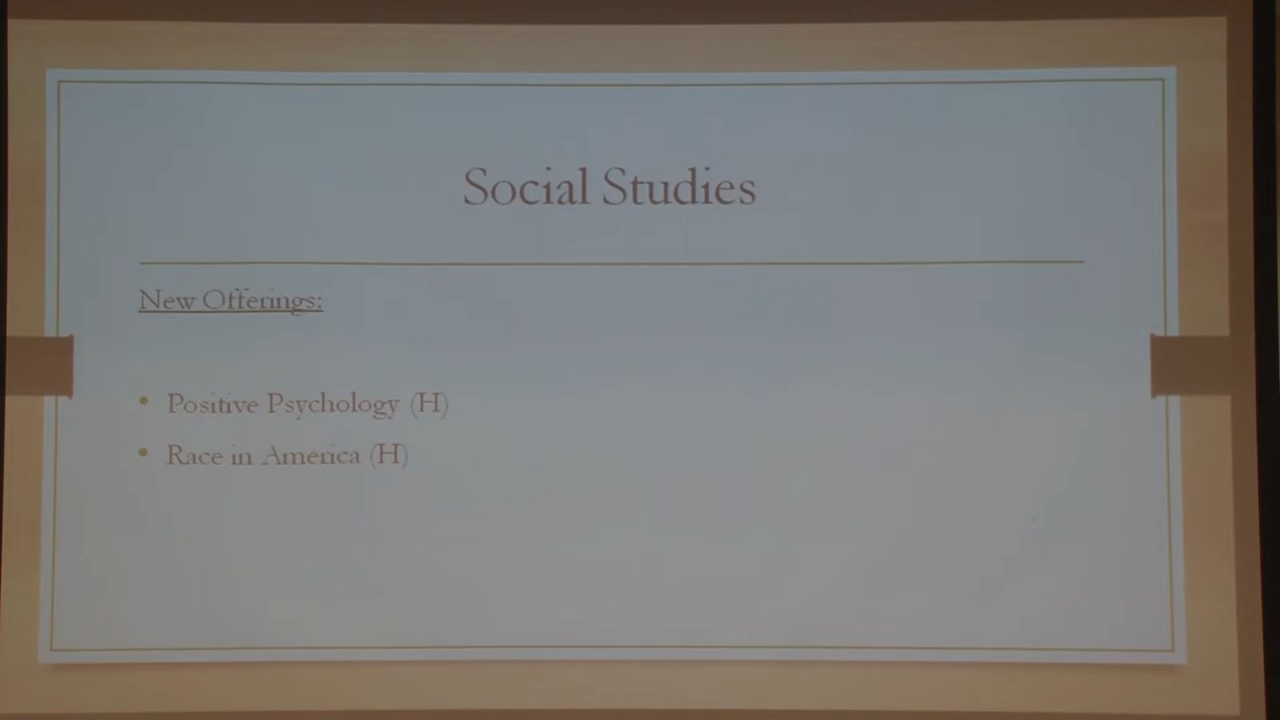 Social Studies
New Offerings:
• Positive Psychology (H)
• Race in America (H)